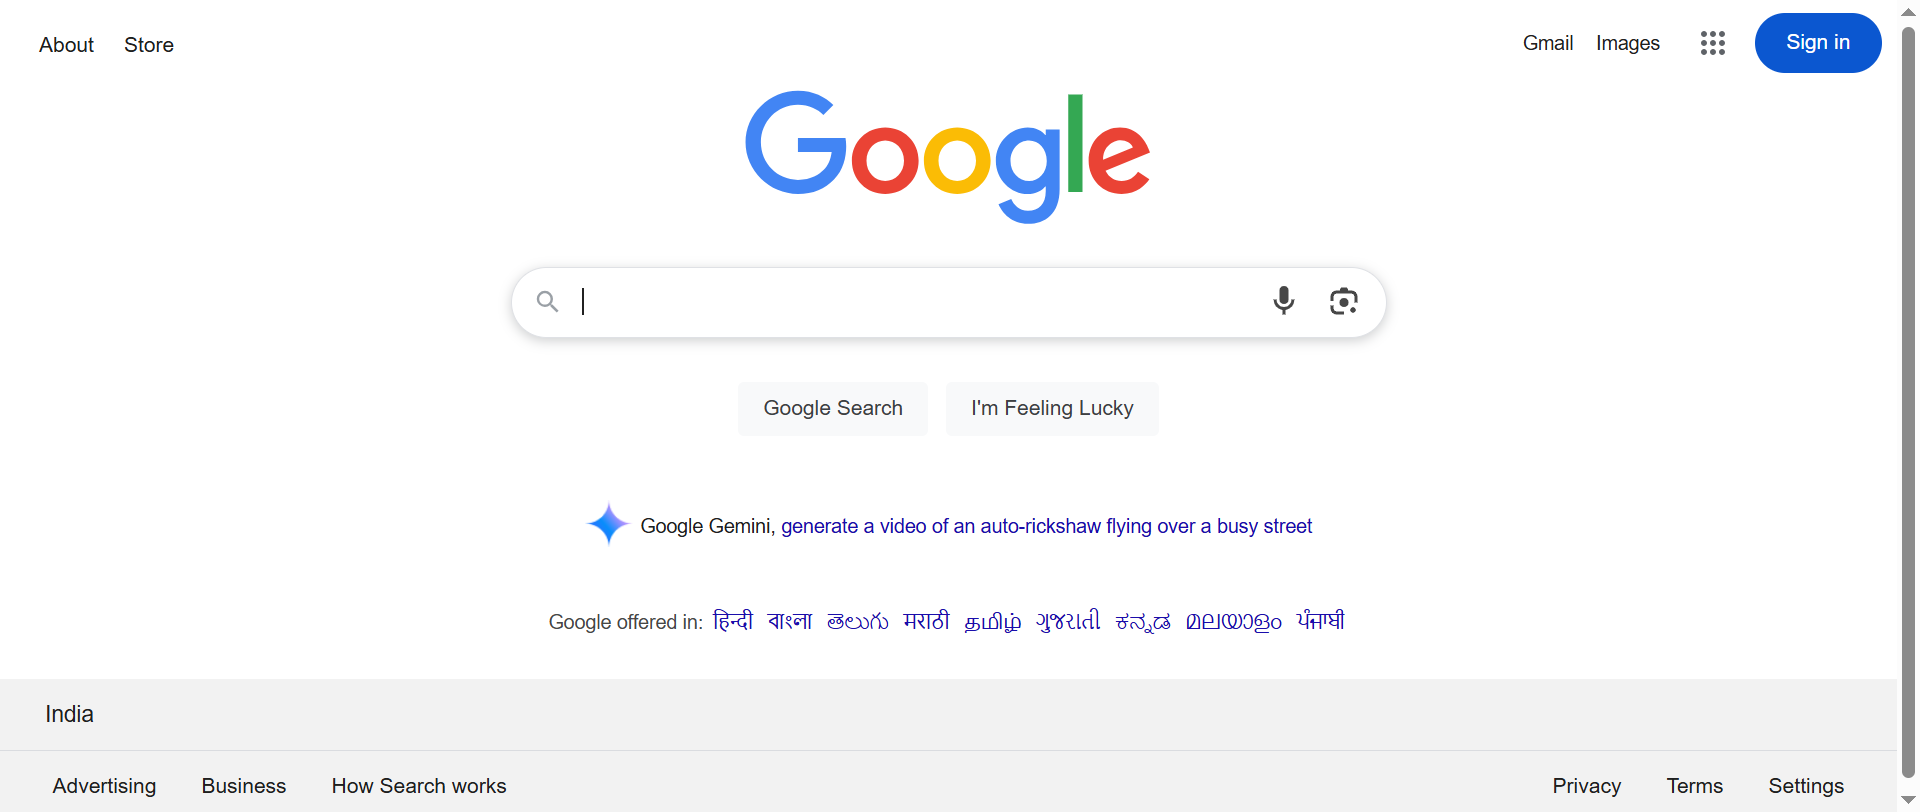 About Store
Gmail Images Sign in
Google
Google Search I'm Feeling Lucky
Google Gemini, generate a video of an auto-rickshaw flying over a busy street
Google offered in: हिन्दी বাংলা తెలుగు मराठी தமிழ் ગુજરાતી ಕನ್ನಡ മലയാളം ਪੰਜਾਬੀ
India
Advertising Business How Search works
Privacy Terms Settings